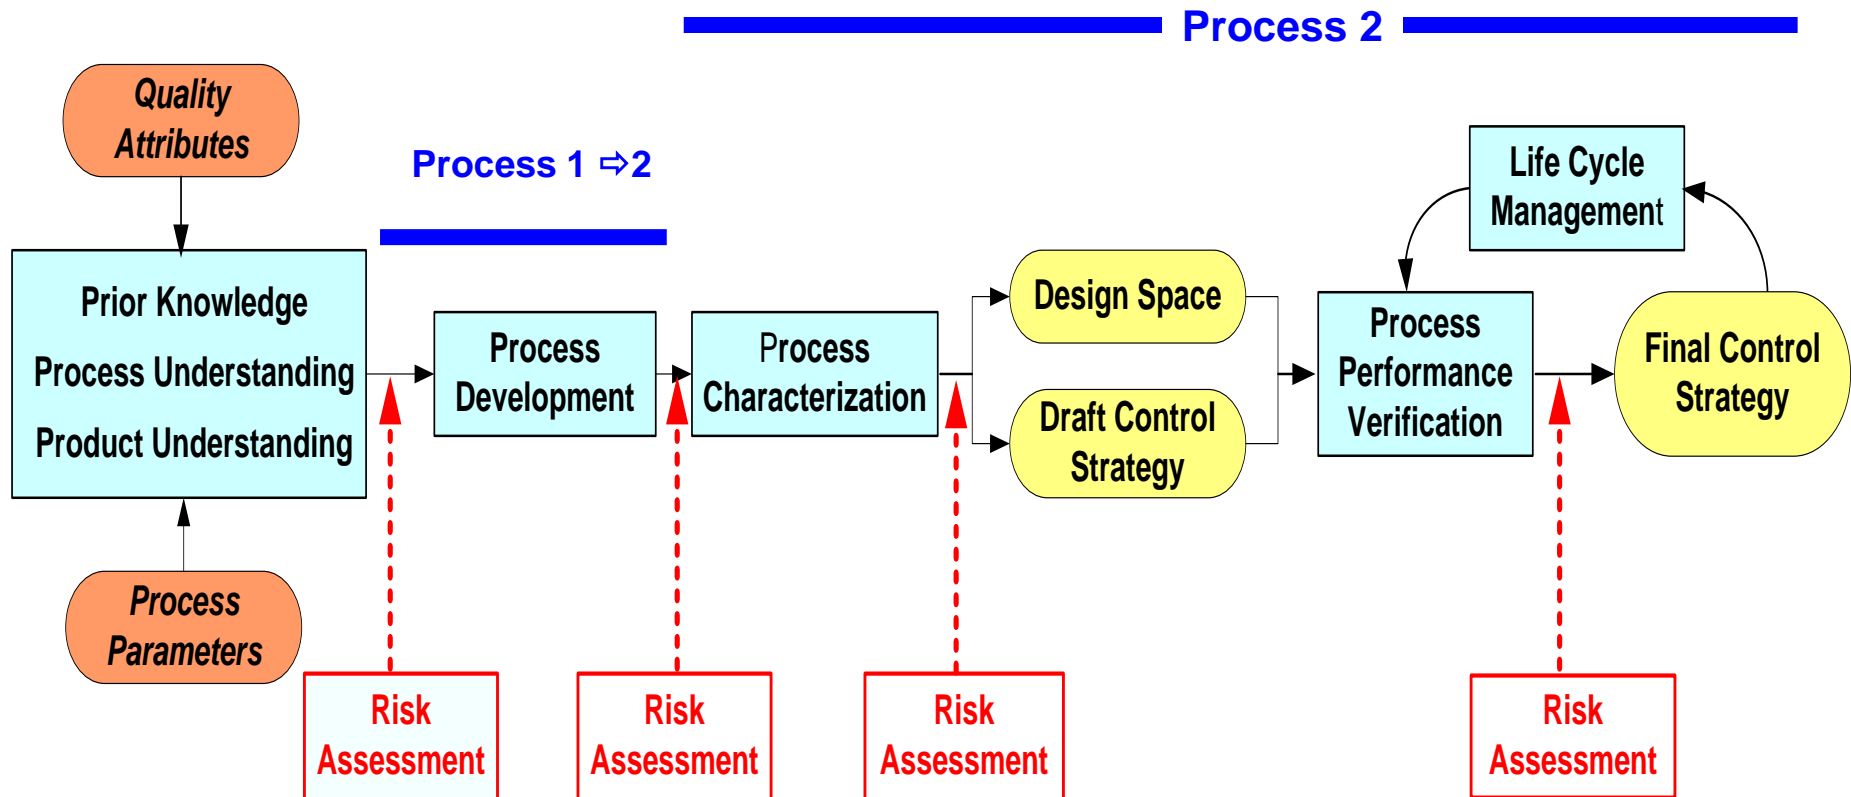 Process 2
Quality
Attributes
Process 1 ⇨2
Life Cycle
Management
Prior Knowledge
Process Understanding
Product Understanding
Process
Development
Process
Characterization
Design Space
Draft Control
Strategy
Process
Performance
Verification
Final Control
Strategy
Process
Parameters
Risk
Assessment
Risk
Assessment
Risk
Assessment
Risk
Assessment